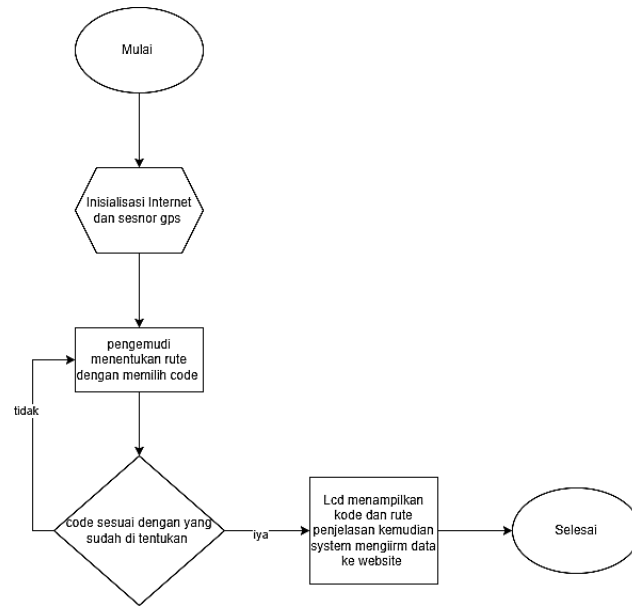 Mulai
Inisialisasi Internet
dan sesnor gps
pengemudi
menentukan rute
dengan memilih code
tidak
code sesuai dengan yang
sudah di tentukan
iya
Lcd menampilkan
kode dan rute
penjelasan kemudian
system mengiirm data
ke website
Selesai